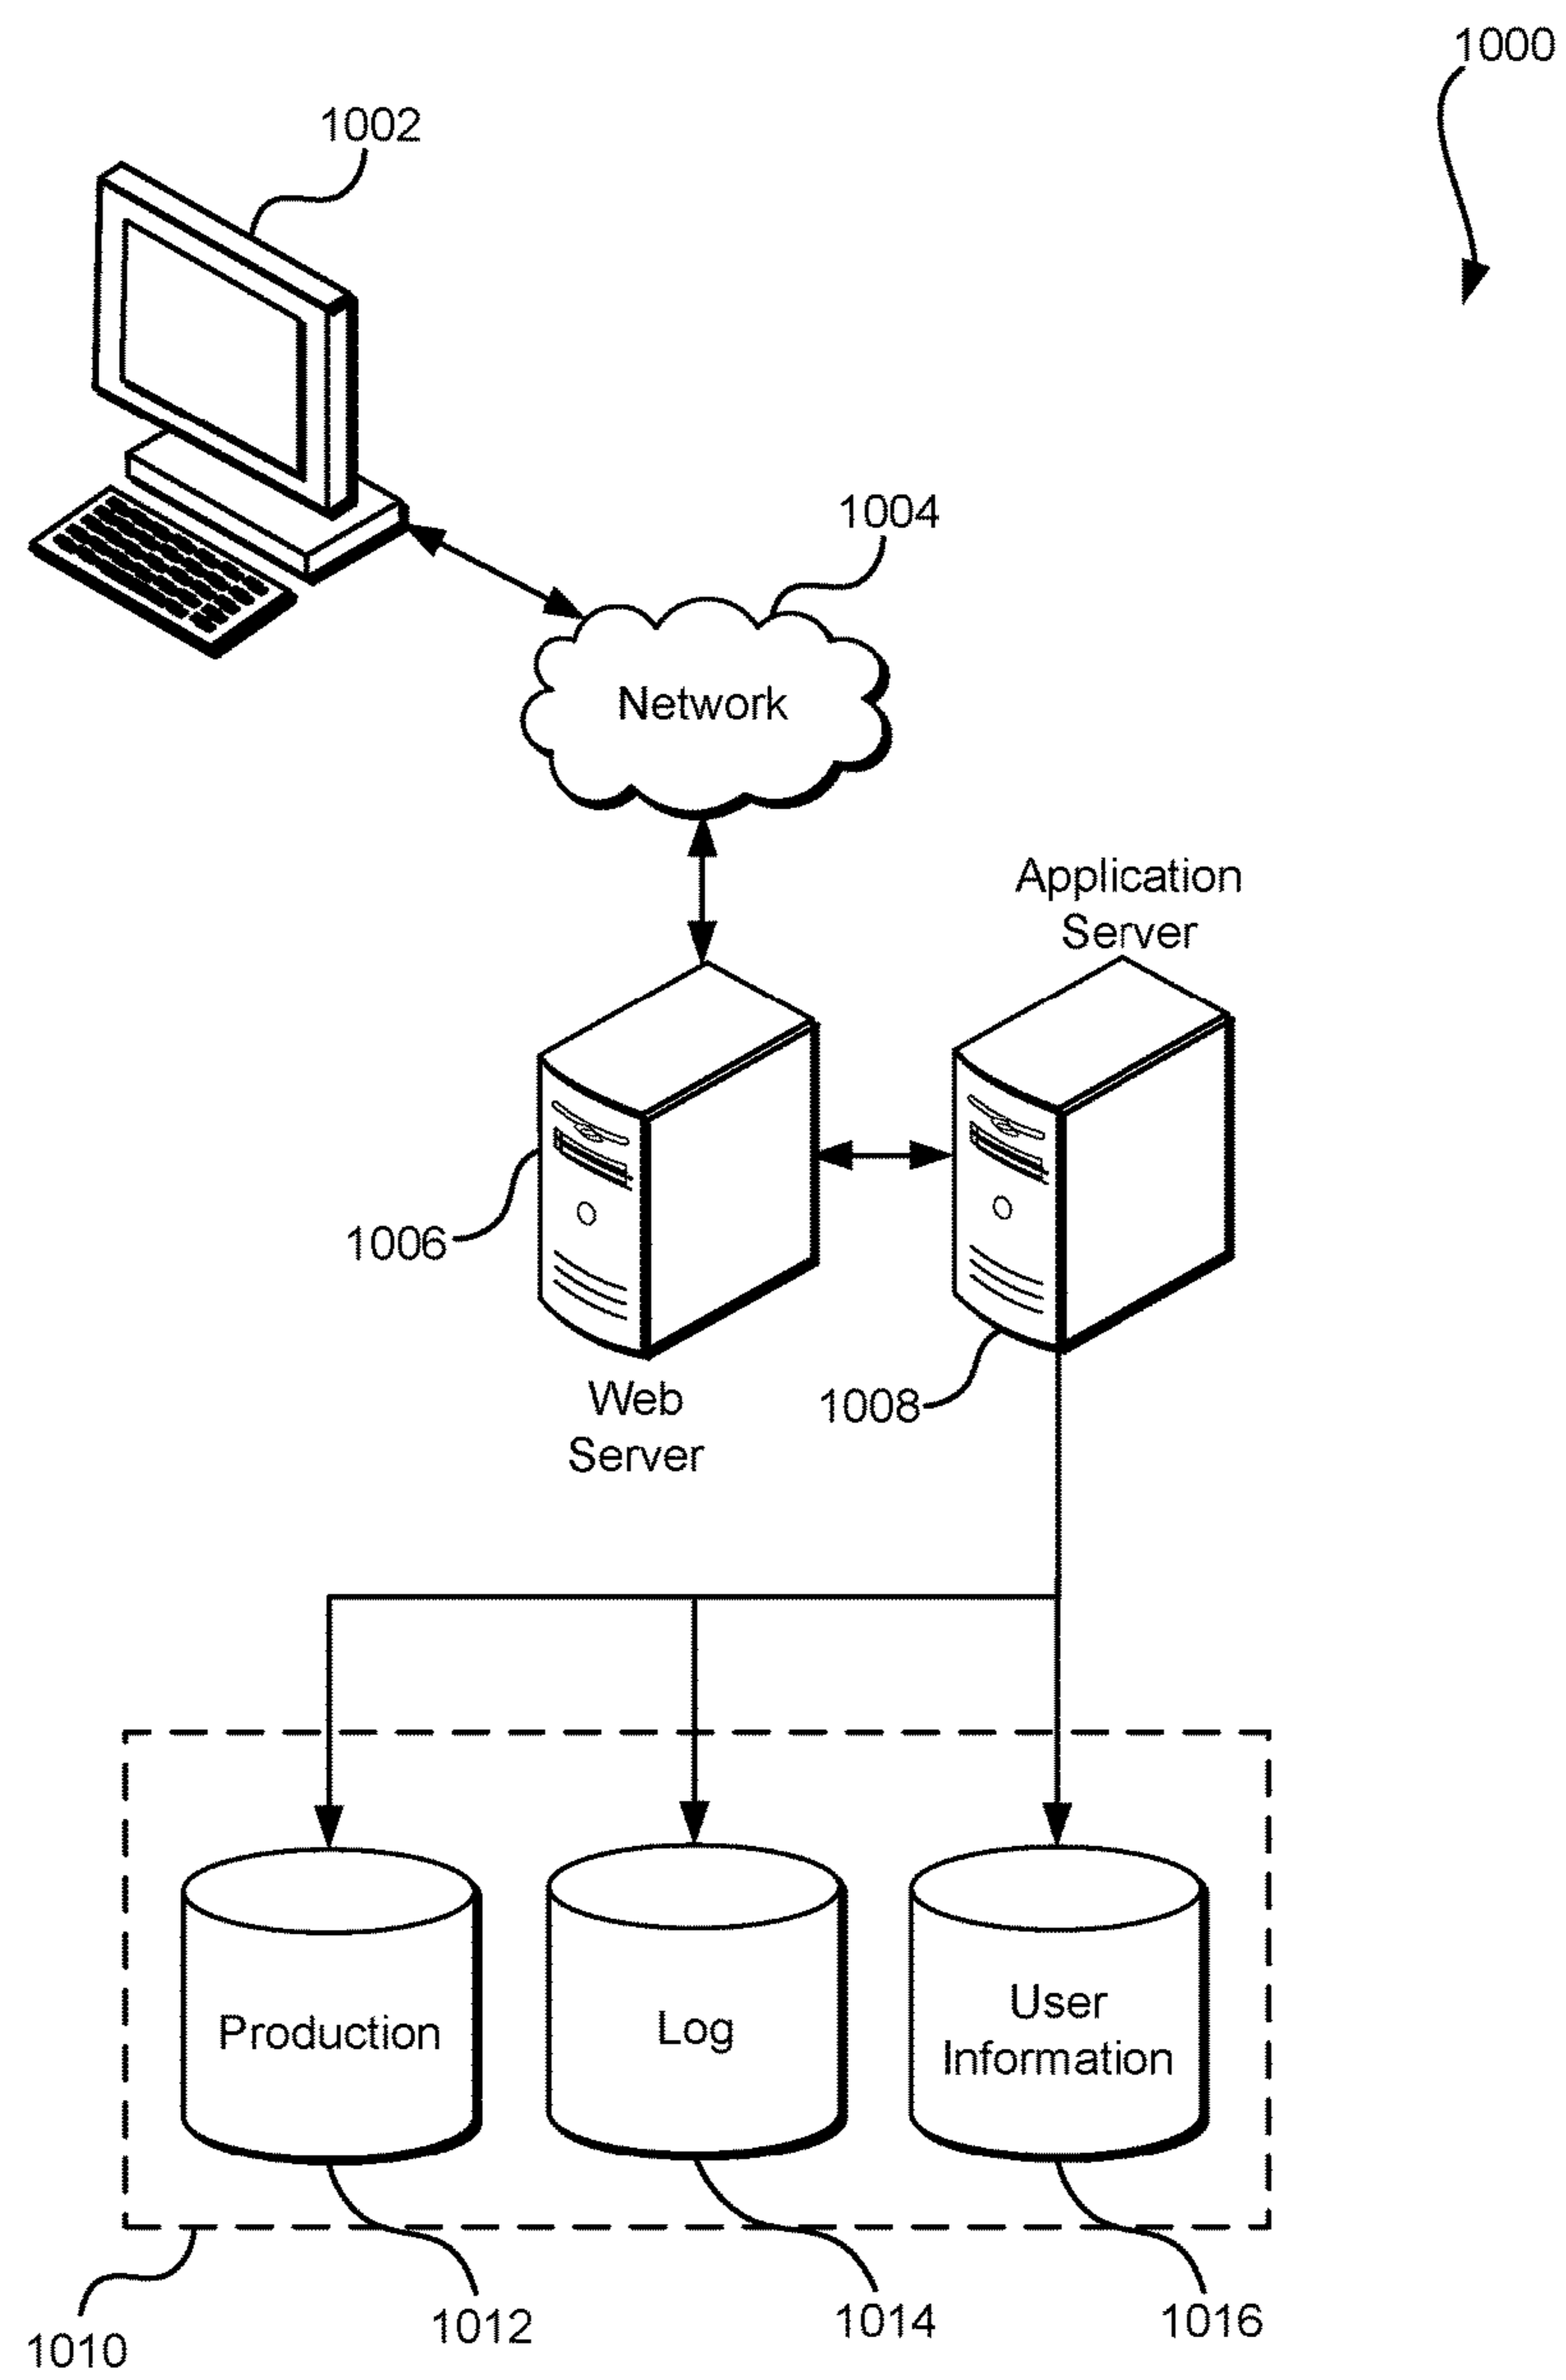 1000
1002
1004
Network
Application
Server
1006
1008
Web
Server
Production
Log
User
Information
1010
1012
1014
1016